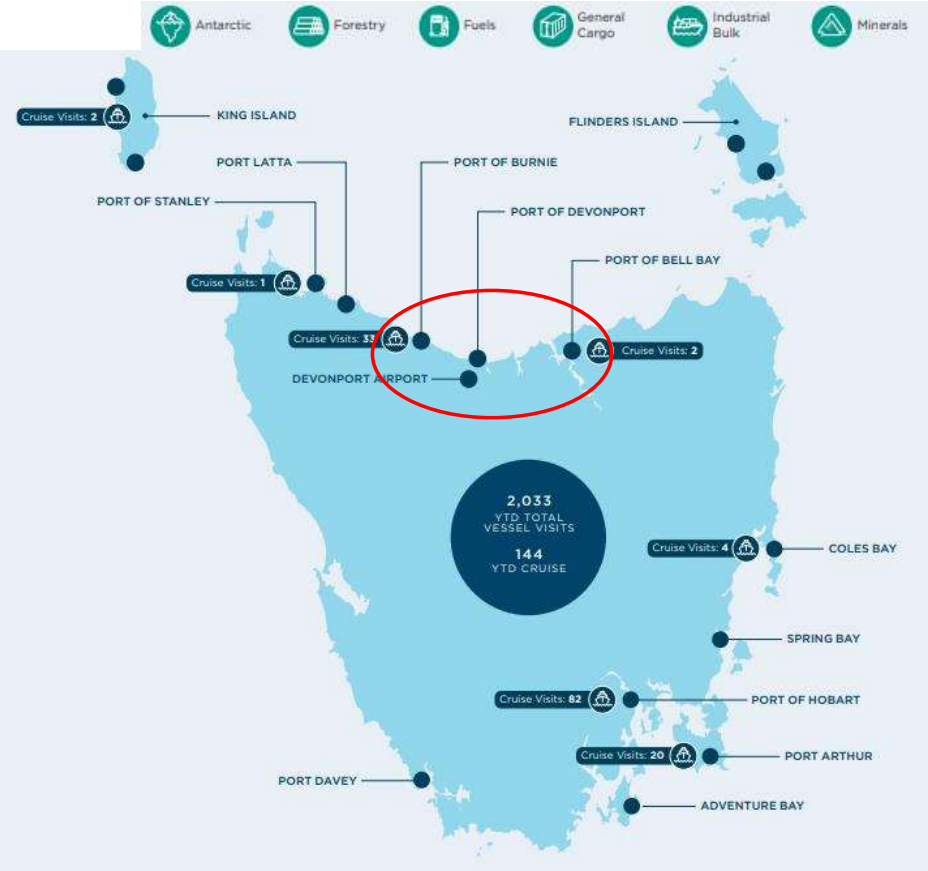 Antarctic
Forestry
Fuels
General
Cargo
Industrial
Bulk
Minerals
Cruise Visits: 2
KING ISLAND
FLINDERS ISLAND
PORT LATTA
PORT OF BURNIE
PORT OF STANLEY
PORT OF DEVONPORT
PORT OF BELL BAY
Cruise Visits: 1
Cruise Visits: 33
Cruise Visits: 2
DEVONPORT AIRPORT
2,033
YTD TOTAL
VESSEL VISITS
144
YTD CRUISE
Cruise Visits: 4
COLES BAY
SPRING BAY
Cruise Visits: 82
PORT OF HOBART
Cruise Visits: 20
PORT ARTHUR
PORT DAVEY
ADVENTURE BAY